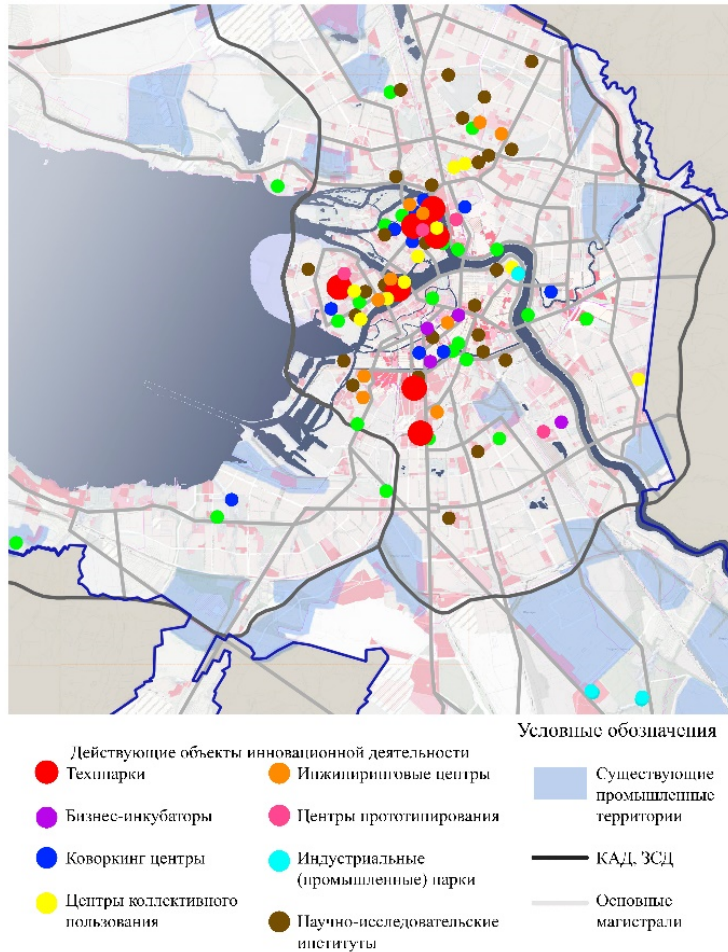 Условные обозначения
Действующие объекты инновационной деятельности
Технпарки
Бизнес-инкубаторы
Коворкинг центры
Центры коллективного
пользования
Инжиниринговые центры
Центры прототипирования
Индустриальные
(промышленные) парки
Научно-исследовательские
институты
Существующие
промышленные
территории
КАД, ЗСД
Основные
магистрали